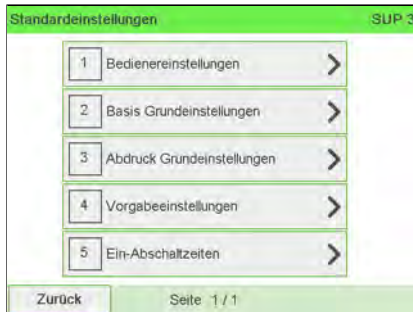 Standardeinstellungen SUP 3
1 Bedienereinstellungen
2 Basis Grundeinstellungen
3 Abdruck Grundeinstellungen
4 Vorgabeeinstellungen
5 Ein-Abschaltzeiten
Zurück Seite 1 / 1